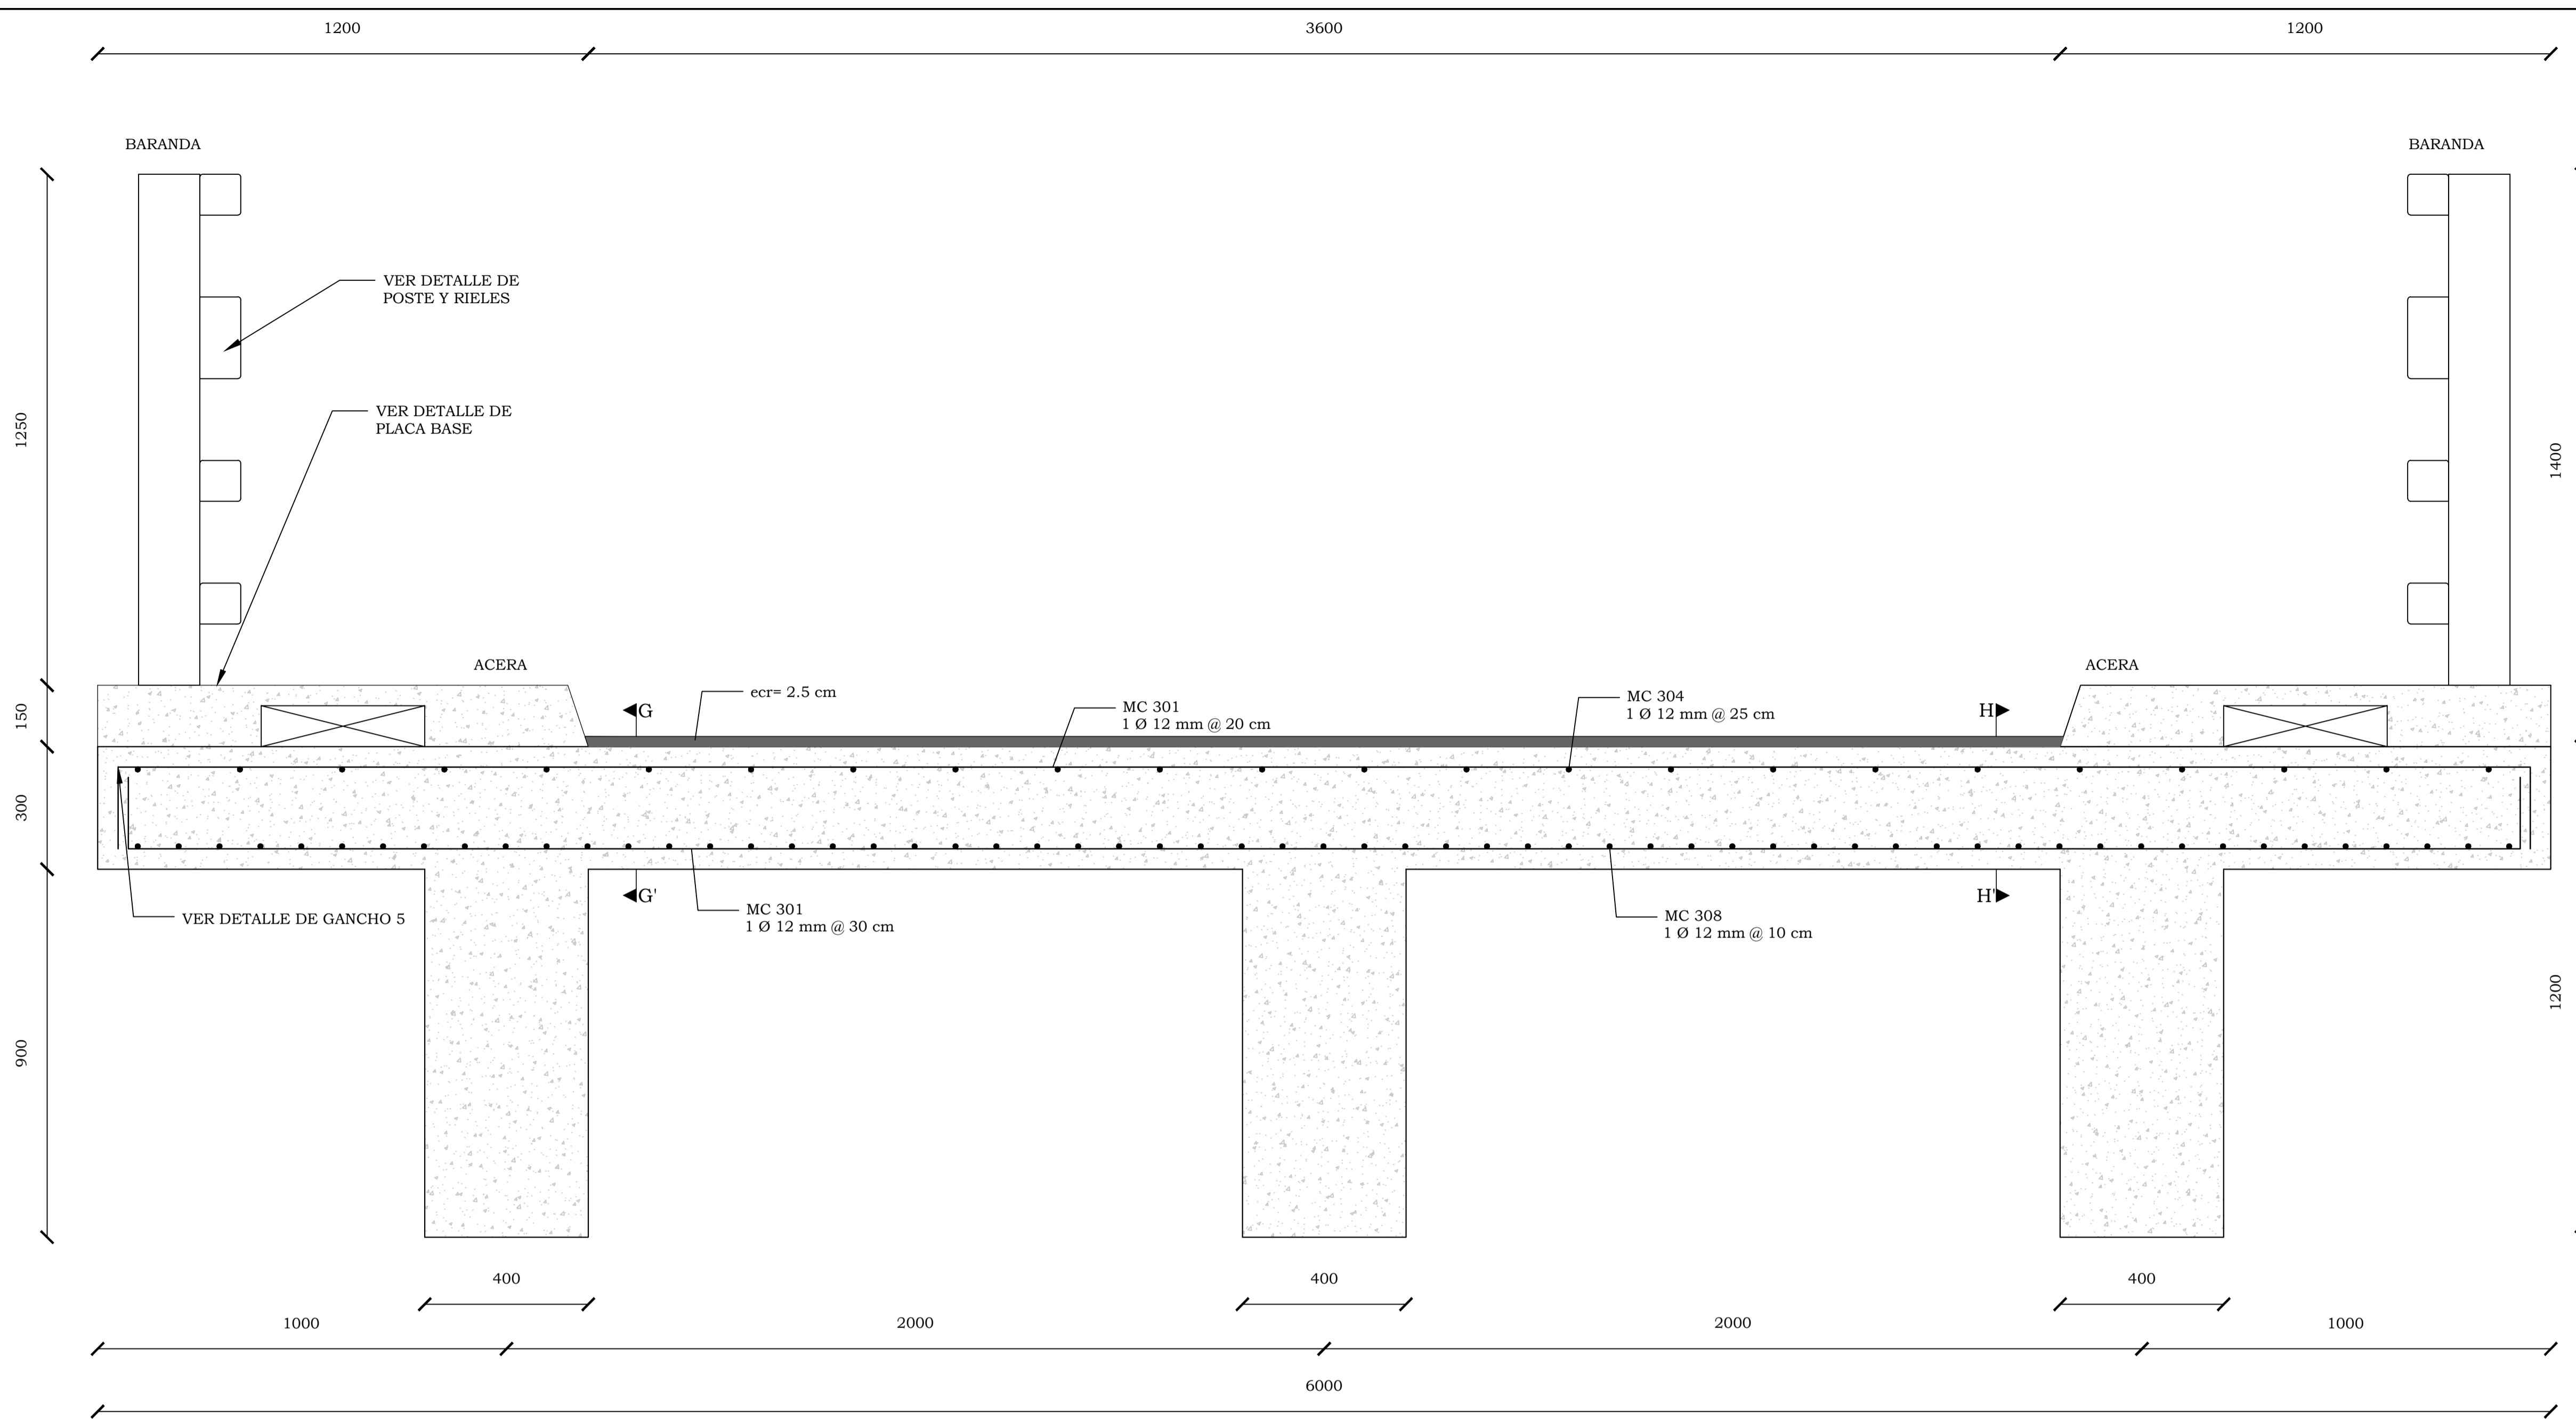 1200
3600
1200
BARANDA
BARANDA
VER DETALLE DE
POSTE Y RIELES
VER DETALLE DE
PLACA BASE
1250
1400
ACERA
ACERA
ecr= 2.5 cm
G
MC 301
1 Ø 12 mm @ 20 cm
MC 304
1 Ø 12 mm @ 25 cm
H
150
300
G'
H'
MC 301
1 Ø 12 mm @ 30 cm
MC 308
1 Ø 12 mm @ 10 cm
VER DETALLE DE GANCHO 5
900
1200
400
400
400
1000
2000
2000
1000
6000